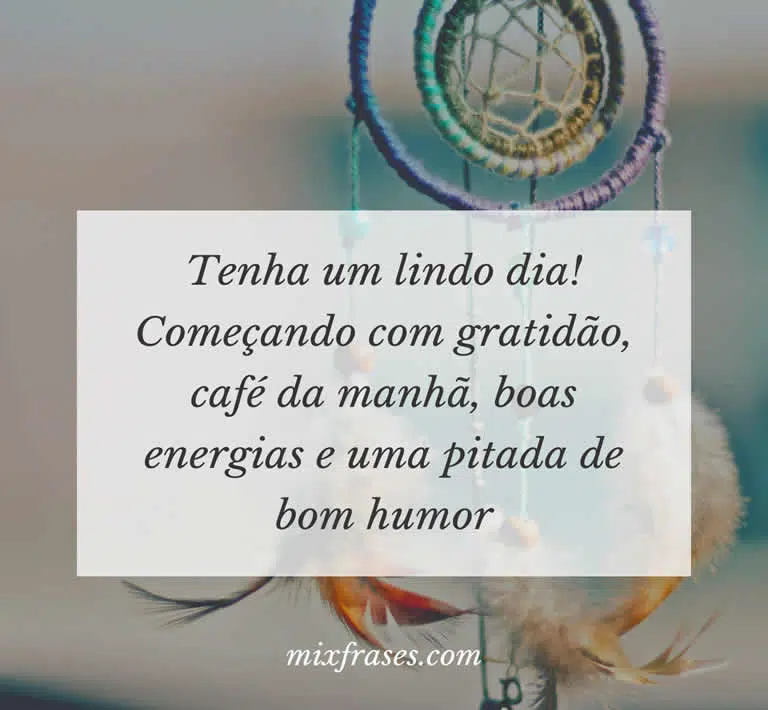 Tenha um lindo dia!
Começando com gratidão,
café da manhã, boas
energias e uma pitada de
bom humor
mixfrases.com